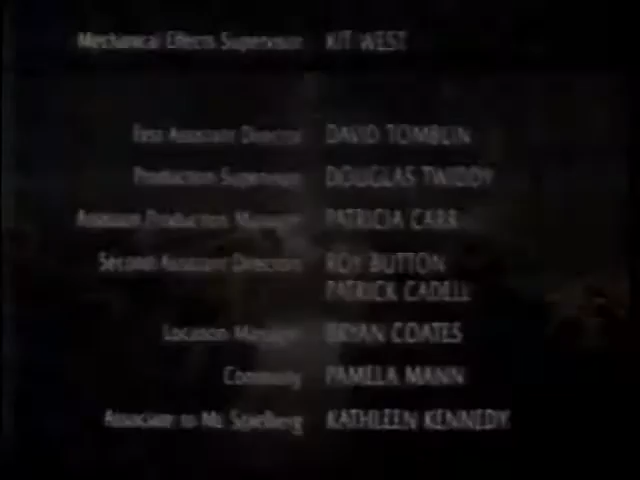 Mechanical Effects Supervisor KIT WEST
First Assistant Director DAVID TOMBLIN
Production Supervisor DOUGLAS TWIDDY
Assistant Production Manager PATRICIA CARR
Second Assistant Directors ROY BUTTON
PATRICK CADELL
Location Manager BRYAN COATES
Continuity PAMELA MANN
Associate to Mr. Spielberg KATHLEEN KENNEDY